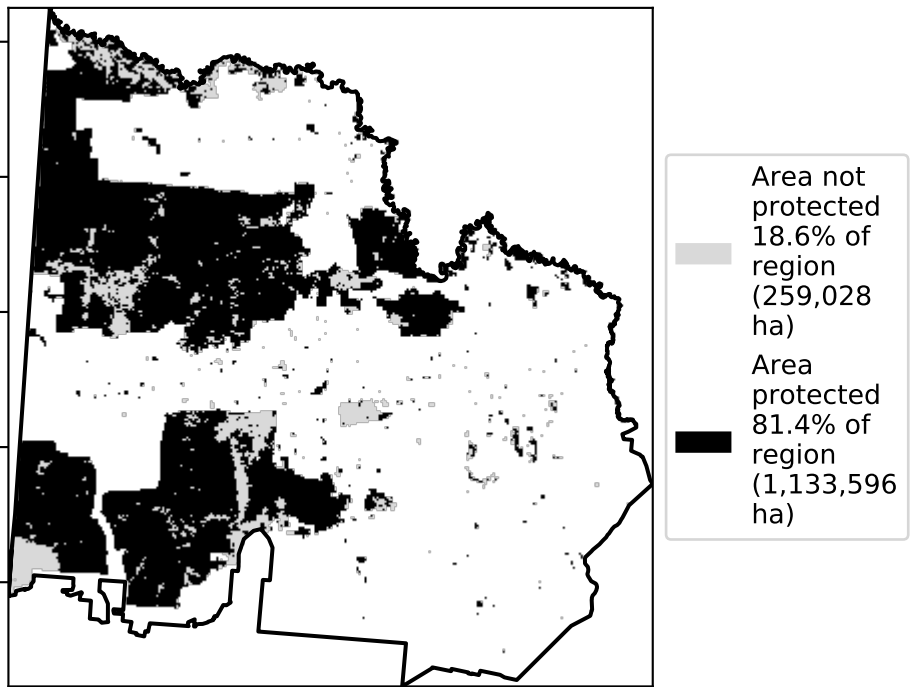 Area not
protected
18.6% of
region
(259,028
ha)
Area
protected
81.4% of
region
(1,133,596
ha)